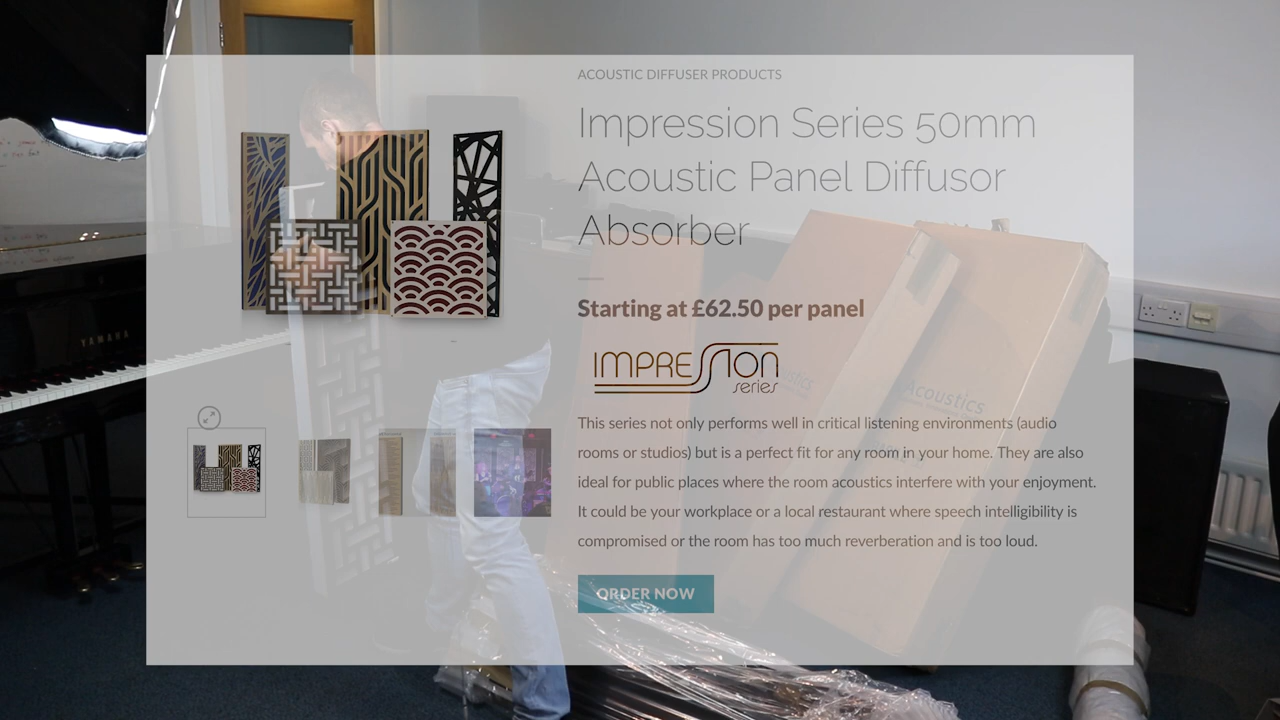 ACOUSTIC DIFFUSER PRODUCTS
Impression Series 50mm
Acoustic Panel Diffusor
Absorber
Starting at £62.50 per panel
IMPRESSION
series
This series not only performs well in critical listening environments (audio
rooms or studios) but is a perfect fit for any room in your home. They are also
ideal for public places where the room acoustics interfere with your enjoyment.
It could be your workplace or a local restaurant where speech intelligibility is
compromised or the room has too much reverberation and is too loud.
ORDER NOW
YAMAHA
Acoustics